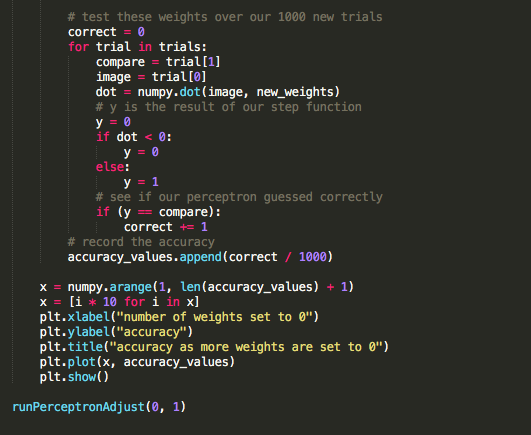 # test these weights over our 1000 new trials
correct = 0
for trial in trials:
compare = trial[1]
image = trial[0]
dot = numpy.dot(image, new_weights)
# y is the result of our step function
y = 0
if dot < 0:
y = 0
else:
y = 1
# see if our perceptron guessed correctly
if (y == compare):
correct += 1
# record the accuracy
accuracy_values.append(correct / 1000)
x = numpy.arange(1, len(accuracy_values) + 1)
x = [i * 10 for i in x]
plt.xlabel("number of weights set to 0")
plt.ylabel("accuracy")
plt.title("accuracy as more weights are set to 0")
plt.plot(x, accuracy_values)
plt.show()
runPerceptronAdjust(0, 1)